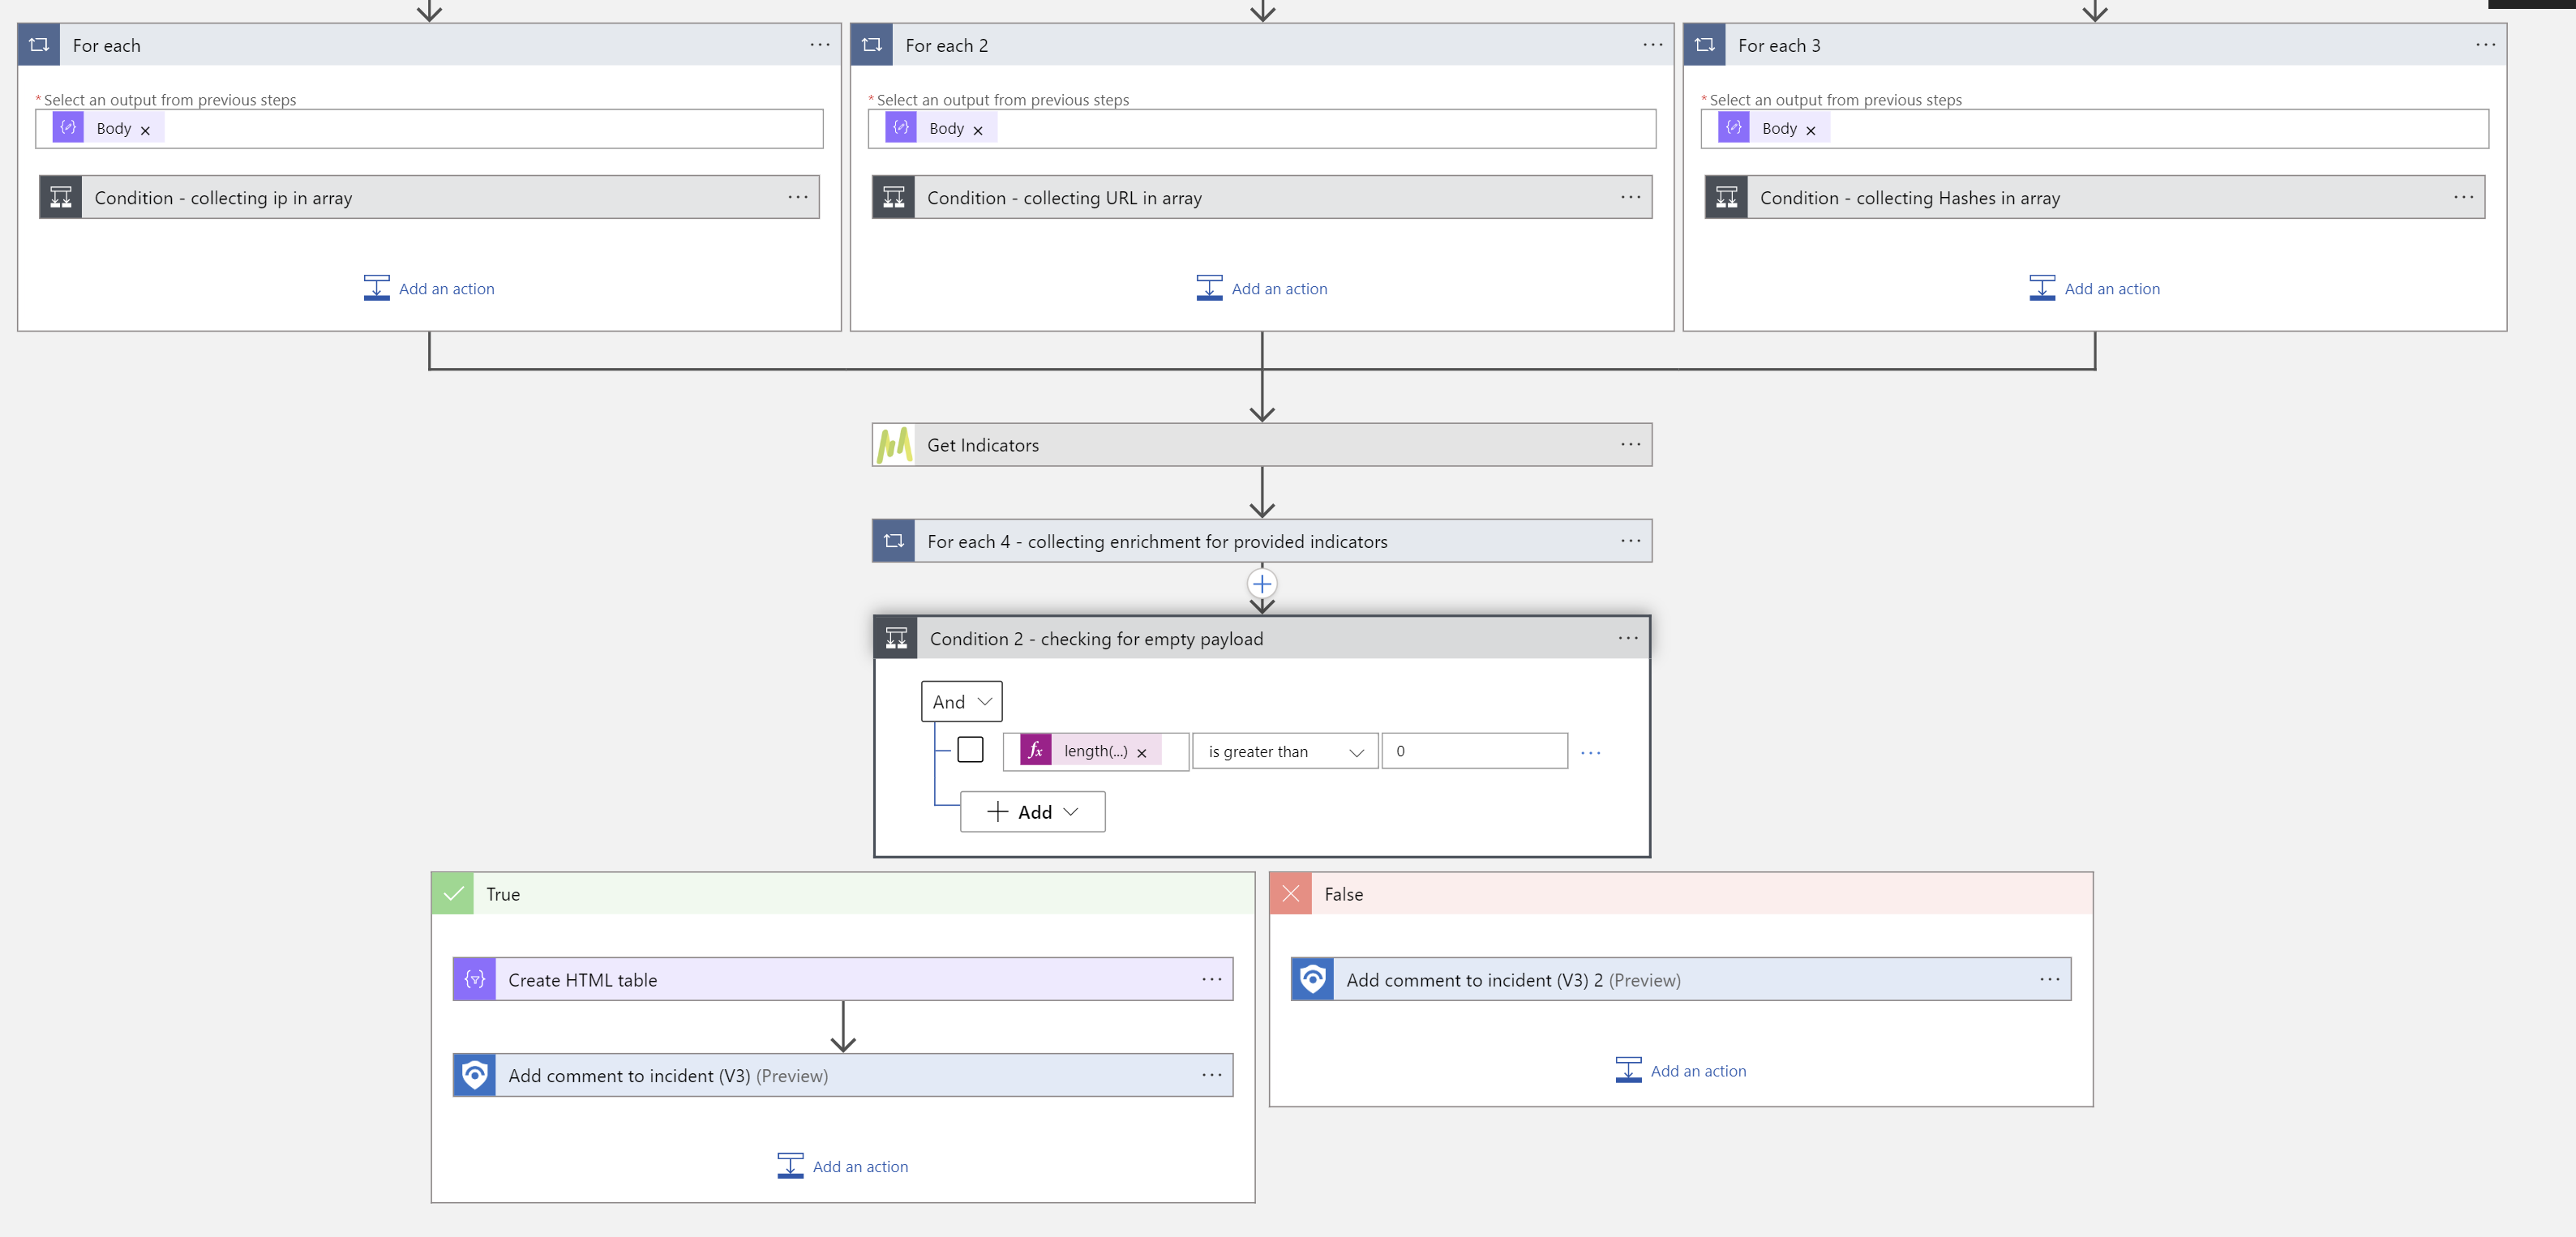 For each
For each 2
For each 3
* Select an output from previous steps
* Select an output from previous steps
* Select an output from previous steps
Body ×
Body ×
Body ×
Condition - collecting ip in array
Condition - collecting URL in array
Condition - collecting Hashes in array
Add an action
Add an action
Add an action
Get Indicators
For each 4 - collecting enrichment for provided indicators
Condition 2 - checking for empty payload
And
fx length(...) × is greater than 0
+ Add
True
False
Create HTML table
Add comment to incident (V3) 2 (Preview)
Add comment to incident (V3) (Preview)
Add an action
Add an action